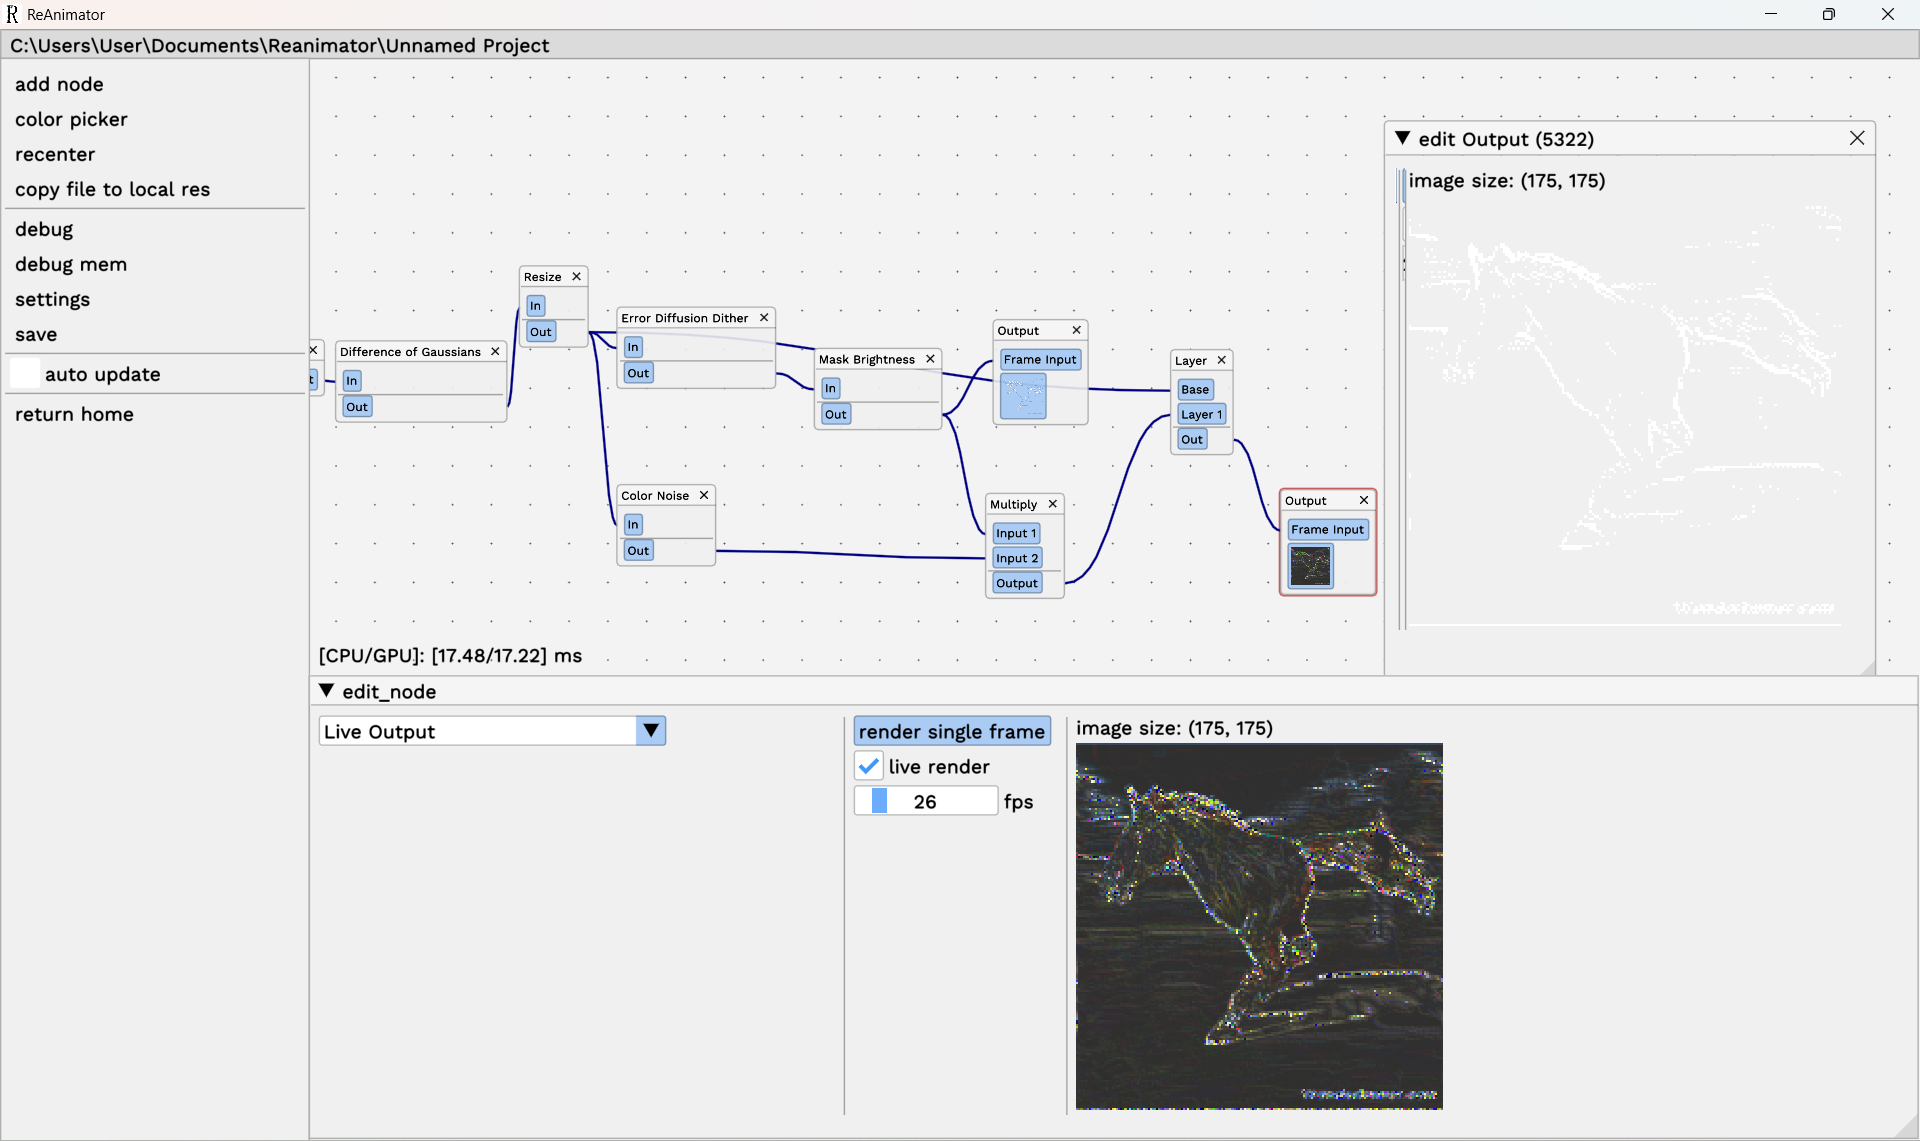 ReAnimator
C:\Users\User\Documents\Reanimator\Unnamed Project
add node
color picker
recenter
copy file to local res
debug
debug mem
settings
save
auto update
return home
Difference of Gaussians
In
Out
Resize
In
Out
Error Diffusion Dither
In
Out
Color Noise
In
Out
Mask Brightness
In
Out
Output
Frame Input
Multiply
Input 1
Input 2
Output
Layer
Base
Layer 1
Out
Output
Frame Input
edit Output (5322)
image size: (175, 175)
[CPU/GPU]: [17.48/17.22] ms
edit_node
Live Output
render single frame
live render
26 fps
image size: (175, 175)